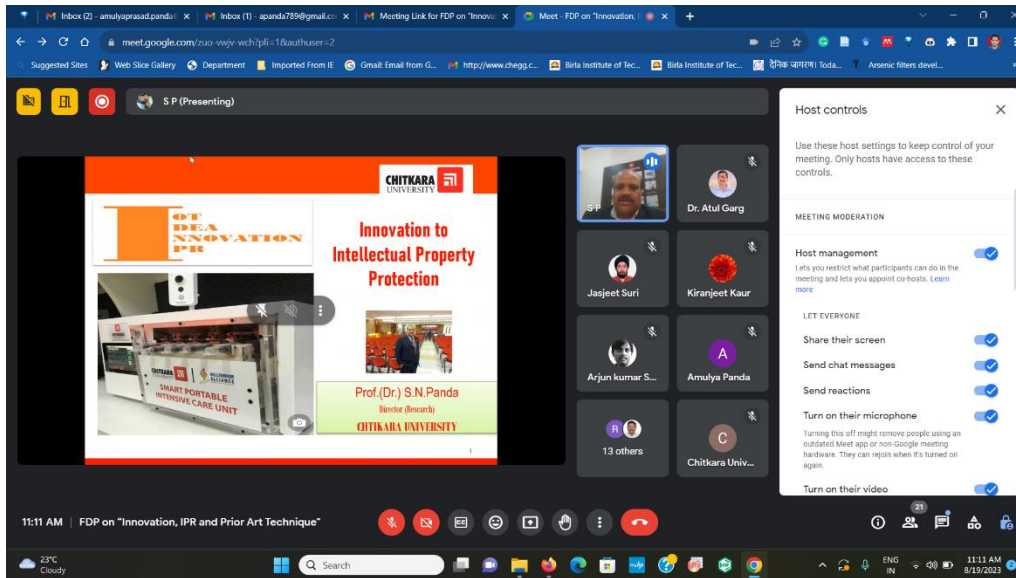 Inbox (2) - amulyaprasad.panda@
Inbox (1) - apanda789@gmail.co
Meeting Link for FDP on "Innova
Meet - FDP on "Innovation, I
meet.google.com/zuo-vwjv-wch?pli=1&authuser=2
Suggested Sites
Web Slice Gallery
Department
Imported From IE
Gmail: Email from G...
http://www.chegg.c...
Birla Institute of Tec...
Birla Institute of Tec...
दैनिक जागरण। Toda...
Arsenic filters devel...
S P (Presenting)
CHITKARA
UNIVERSITY
IOT
IDEA
INNOVATION
IPR
Innovation to
Intellectual Property
Protection
CHITKARA
MILLENNIUM
ALLIANCE
SMART PORTABLE
INTENSIVE CARE UNIT
Prof.(Dr.) S.N.Panda
Director (Research)
CHITKARA UNIVERSITY
1
S P
Dr. Atul Garg
Jasjeet Suri
Kiranjeet Kaur
Arjun kumar S...
A
Amulya Panda
R
13 others
C
Chitkara Univ...
Host controls
Use these host settings to keep control of your
meeting. Only hosts have access to these
controls.
MEETING MODERATION
Host management
Lets you restrict what participants can do in the
meeting and lets you appoint co-hosts. Learn
more
LET EVERYONE
Share their screen
Send chat messages
Send reactions
Turn on their microphone
Turning this off might remove people using an
outdated Meet app or non-Google meeting
hardware. They can rejoin when it's turned on
again.
Turn on their video
11:11 AM | FDP on "Innovation, IPR and Prior Art Technique"
21
23°C
Cloudy
Search
ENG
IN
11:11 AM
8/19/2023